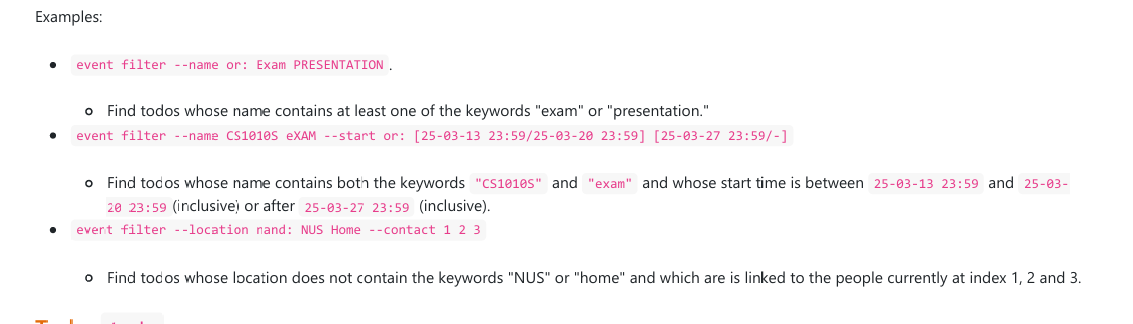 Examples:
event filter --name or: Exam PRESENTATION.
Find todos whose name contains at least one of the keywords "exam" or "presentation."
event filter --name CS1010S eXAM --start or: [25-03-13 23:59/25-03-20 23:59] [25-03-27 23:59/-]
Find todos whose name contains both the keywords "CS1010S" and "exam" and whose start time is between 25-03-13 23:59 and 25-03-
20 23:59 (inclusive) or after 25-03-27 23:59 (inclusive).
event filter --location nand: NUS Home --contact 1 2 3
Find todos whose location does not contain the keywords "NUS" or "home" and which are is linked to the people currently at index 1, 2 and 3.